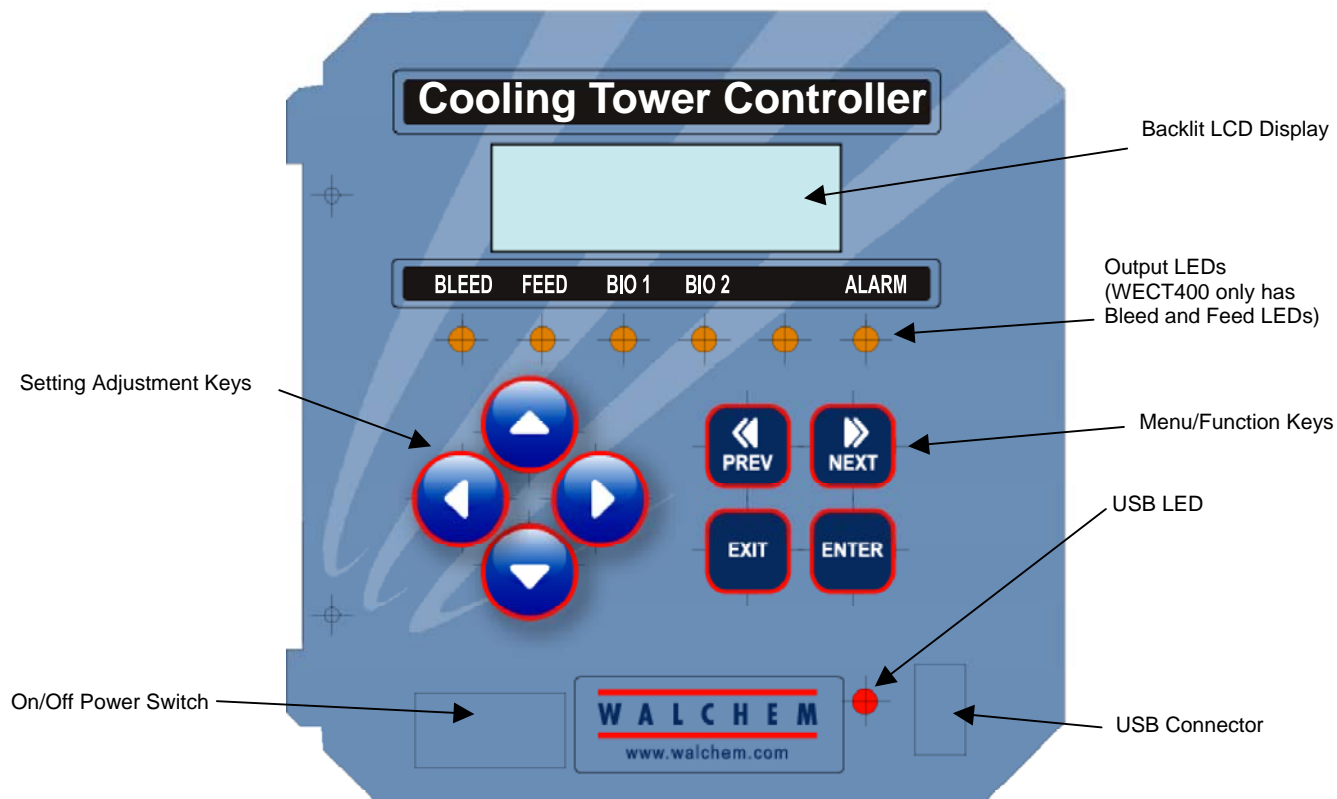 Cooling Tower Controller
Backlit LCD Display
BLEED FEED BIO 1 BIO 2 ALARM
Output LEDs
(WECT400 only has
Bleed and Feed LEDs)
Setting Adjustment Keys
PREV NEXT
Menu/Function Keys
EXIT ENTER
USB LED
On/Off Power Switch
WALCHEM
www.walchem.com
USB Connector